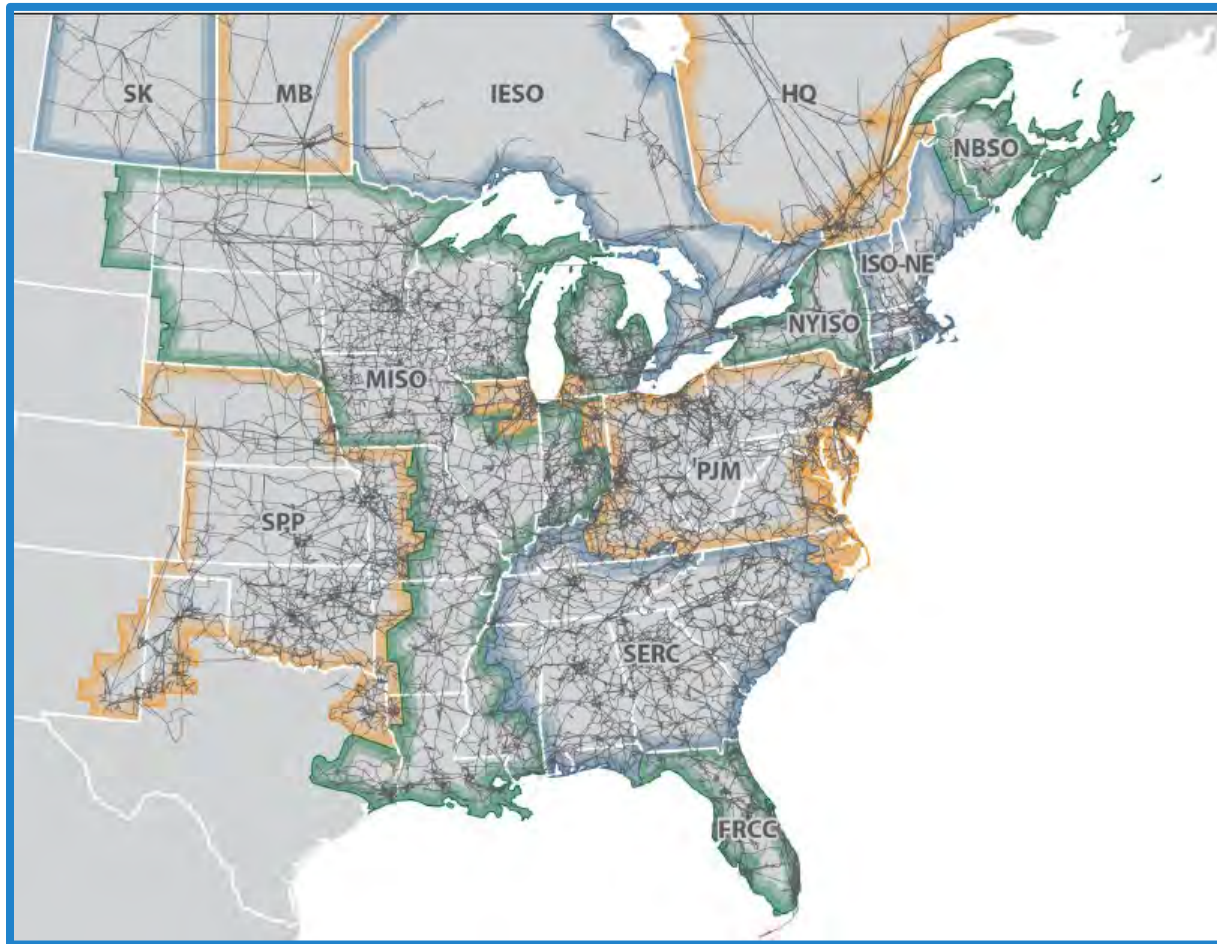 SK
MB
IESO
HQ
NBSO
ISO-NE
NYISO
MISO
PJM
SPP
SERC
FRCC